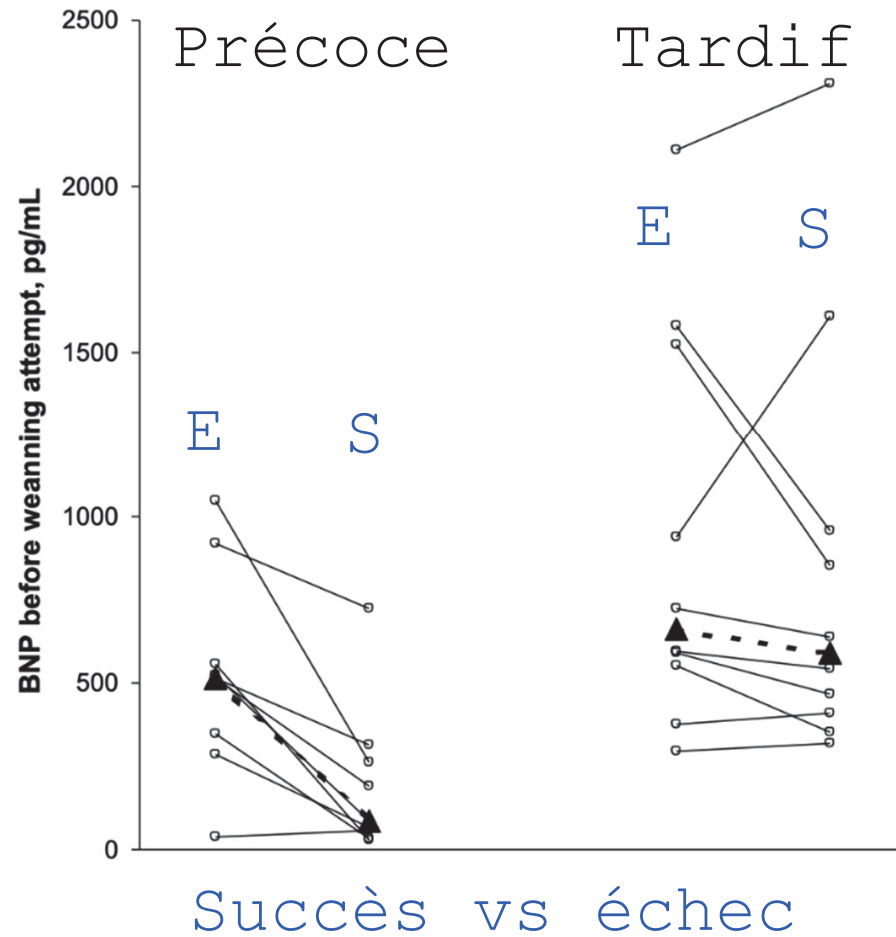 2500
Précoce Tardif
2000
E S
1500
E S
1000
500
0
BNP before weanning attempt, pg/mL
Succès vs échec